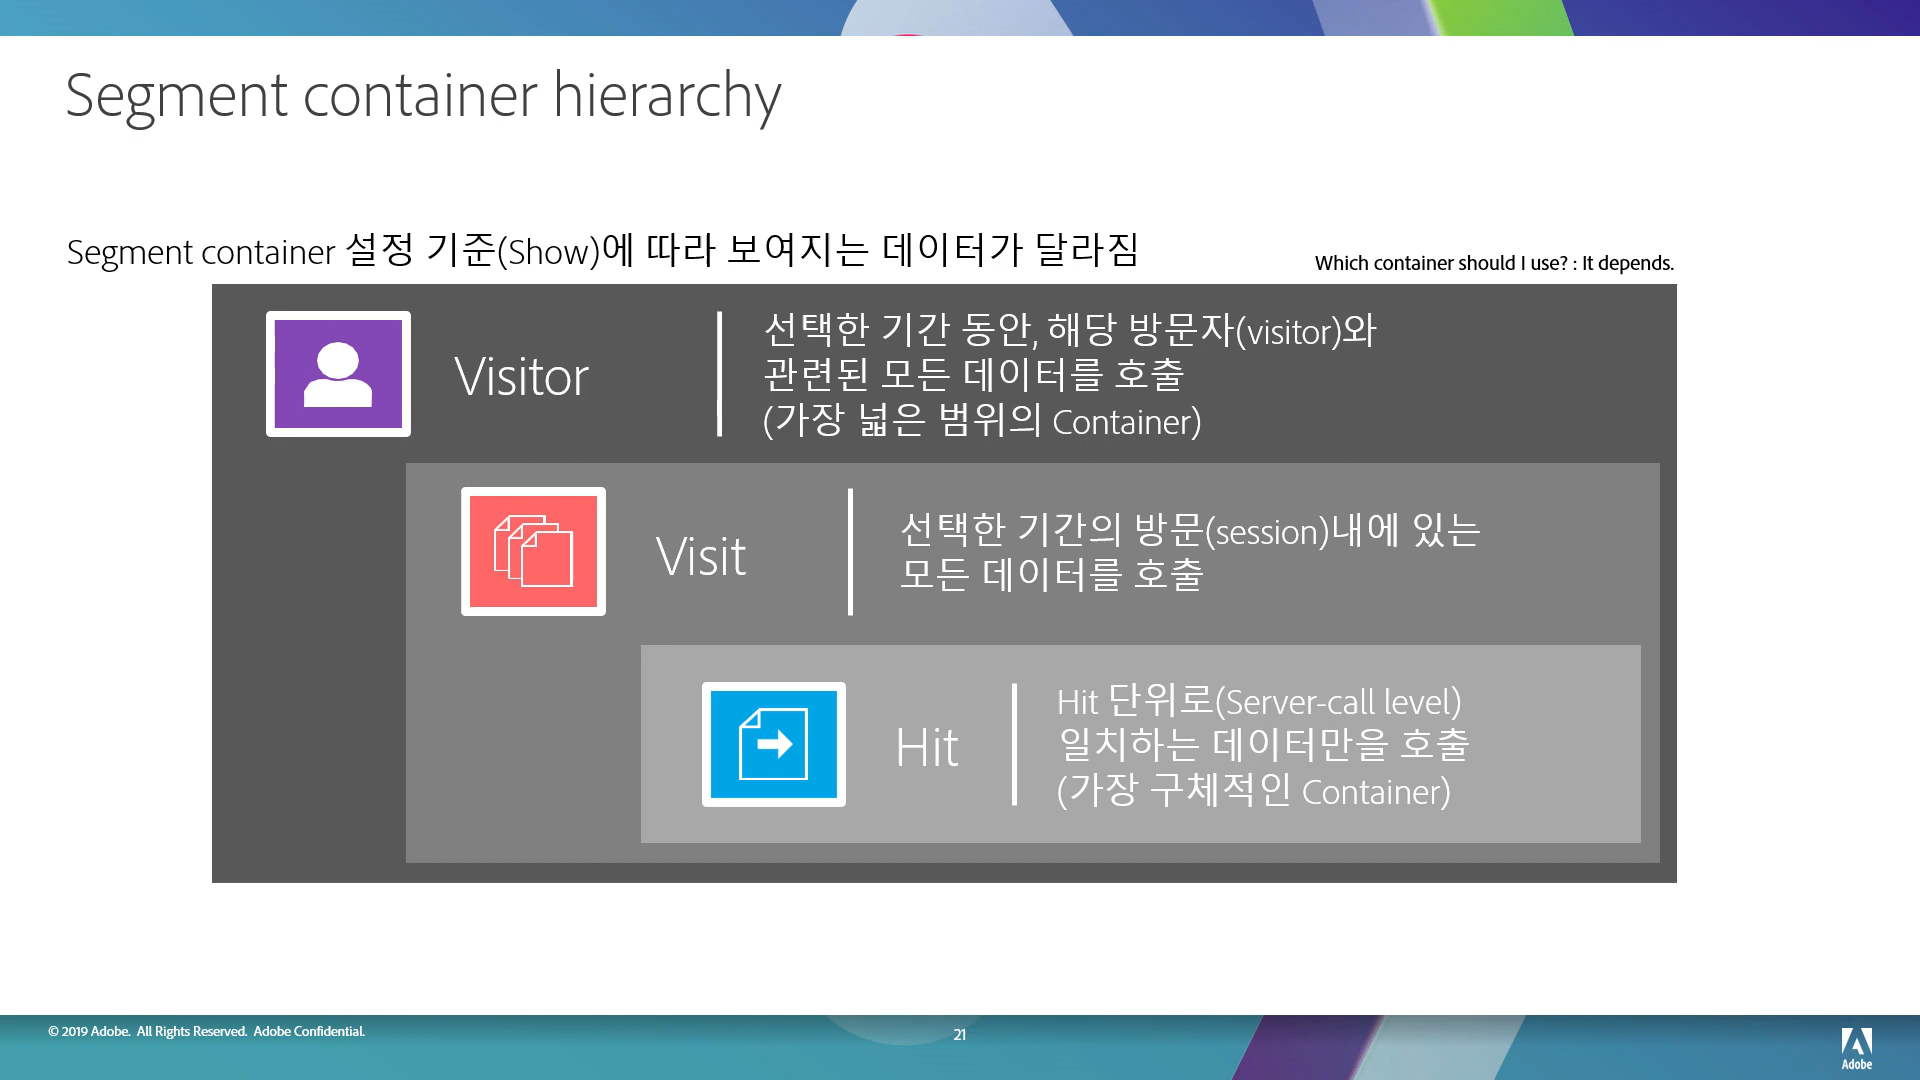 Segment container hierarchy
Segment container 설정 기준(Show)에 따라 보여지는 데이터가 달라짐
Which container should I use? : It depends.
Visitor
선택한 기간 동안, 해당 방문자(visitor)와
관련된 모든 데이터를 호출
(가장 넓은 범위의 Container)
Visit
선택한 기간의 방문(session)내에 있는
모든 데이터를 호출
Hit
Hit 단위로(Server-call level)
일치하는 데이터만을 호출
(가장 구체적인 Container)
© 2019 Adobe. All Rights Reserved. Adobe Confidential.
21
Adobe